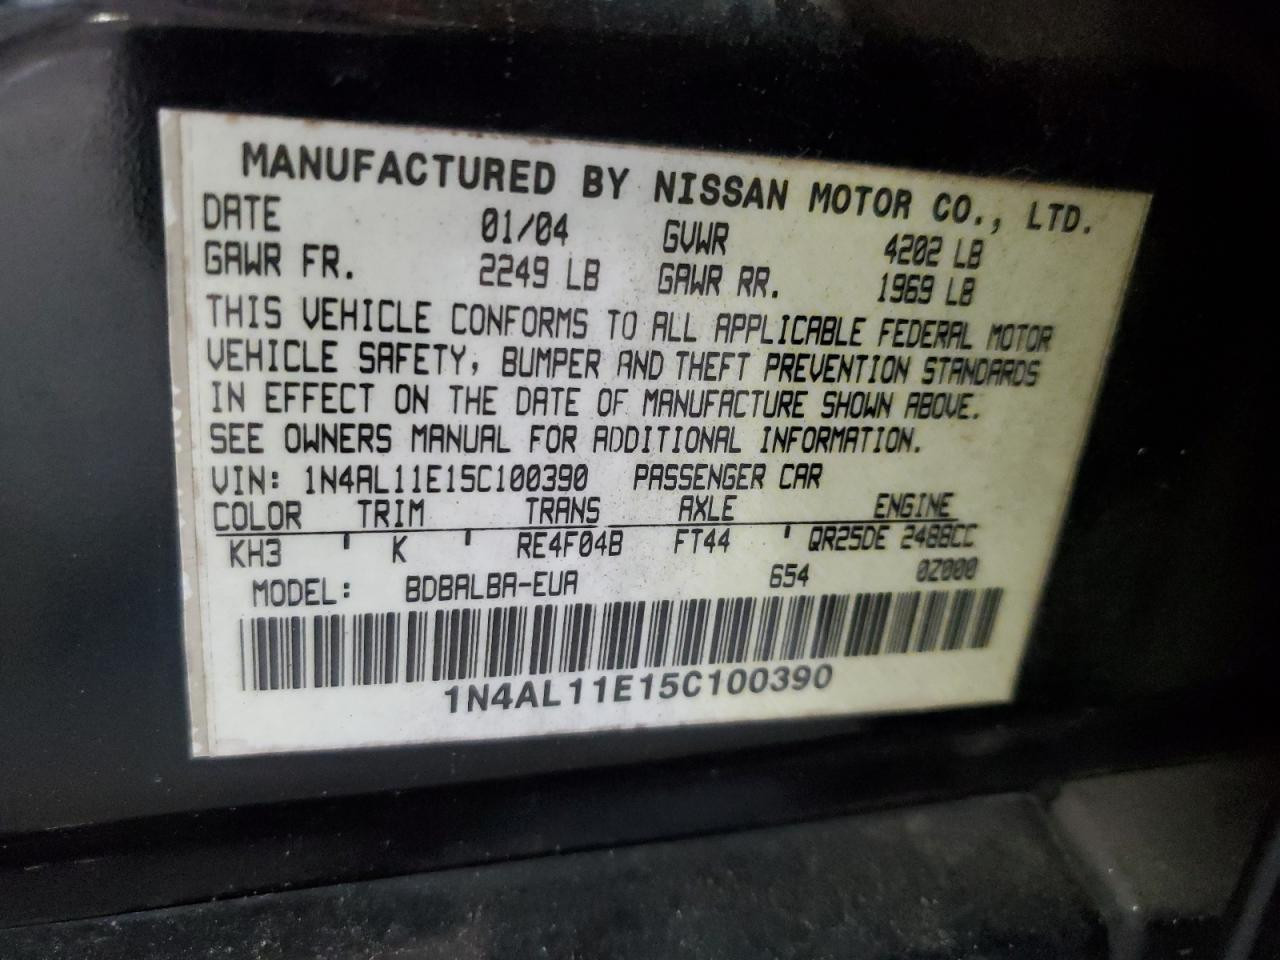 MANUFACTURED BY NISSAN MOTOR CO., LTD.
DATE 01/04 GVWR 4202 LB
GAWR FR. 2249 LB GAWR RR. 1969 LB
THIS VEHICLE CONFORMS TO ALL APPLICABLE FEDERAL MOTOR
VEHICLE SAFETY, BUMPER AND THEFT PREVENTION STANDARDS
IN EFFECT ON THE DATE OF MANUFACTURE SHOWN ABOVE.
SEE OWNERS MANUAL FOR ADDITIONAL INFORMATION.
VIN: 1N4AL11E15C100390 PASSENGER CAR
COLOR TRIM TRANS AXLE ENGINE
KH3 ' K ' RE4F04B FT44 ' QR25DE 2488CC
MODEL: BDBALBA-EUA 654 0Z000
1N4AL11E15C100390